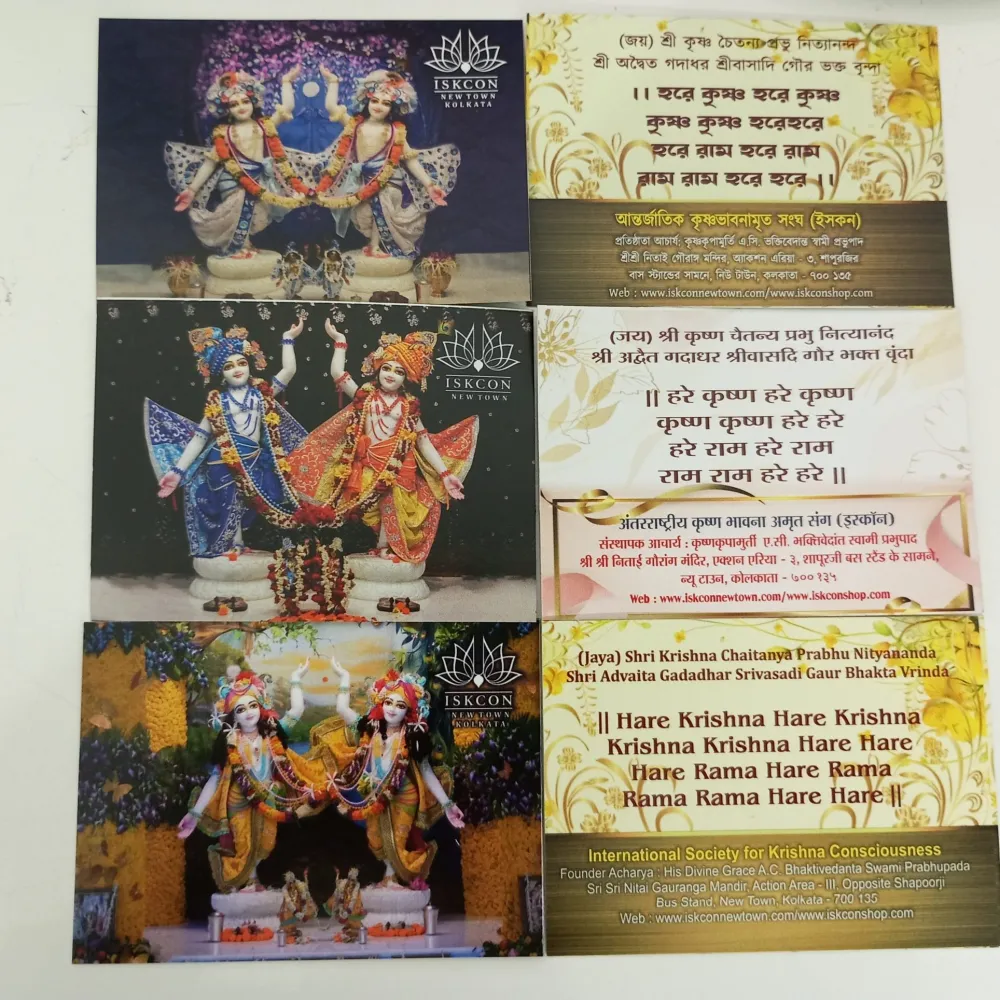 ISKCON
NEW TOWN
KOLKATA
(জয়) শ্রী কৃষ্ণ চৈতন্য প্রভু নিত্যানন্দ
শ্রী অদ্বৈত গদাধর শ্রীবাসাদি গৌর ভক্ত বৃন্দা
।। হরে কৃষ্ণ হরে কৃষ্ণ
কৃষ্ণ কৃষ্ণ হরেহরে
হরে রাম হরে রাম
রাম রাম হরে হরে ।।
আন্তর্জাতিক কৃষ্ণভাবনামৃত সংঘ (ইসকন)
প্রতিষ্ঠাতা আচার্য: কৃষ্ণকৃপামূর্তি এ.সি. ভক্তিবেদান্ত স্বামী প্রভুপাদ
শ্রীশ্রী নিতাই গৌরাঙ্গ মন্দির, অ্যাকশন এরিয়া - ৩, শাপুরজির
বাস স্ট্যান্ডের সামনে, নিউ টাউন, কলকাতা - ৭০০ ১৩৫
Web : www.iskconnewtown.com/www.iskconshop.com
ISKCON
NEW TOWN
(जय) श्री कृष्ण चैतन्य प्रभु नित्यानंद
श्री अद्वैत गदाधर श्रीवासदि गौर भक्त वृंदा
|| हरे कृष्ण हरे कृष्ण
कृष्ण कृष्ण हरे हरे
हरे राम हरे राम
राम राम हरे हरे ||
अंतरराष्ट्रीय कृष्ण भावना अमृत संग (इस्कॉन)
संस्थापक आचार्य : कृष्णकृपामुर्ती ए.सी. भक्तिवेदांत स्वामी प्रभुपाद
श्री श्री निताई गौरांग मंदिर, एक्शन एरिया - ३, शापूरजी बस स्टैंड के सामने,
न्यू टाउन, कोलकाता - ७०० १३५
Web : www.iskconnewtown.com/www.iskconshop.com
ISKCON
NEW TOWN
KOLKATA
(Jaya) Shri Krishna Chaitanya Prabhu Nityananda
Shri Advaita Gadadhar Srivasadi Gaur Bhakta Vrinda
|| Hare Krishna Hare Krishna
Krishna Krishna Hare Hare
Hare Rama Hare Rama
Rama Rama Hare Hare ||
International Society for Krishna Consciousness
Founder Acharya : His Divine Grace A.C. Bhaktivedanta Swami Prabhupada
Sri Sri Nitai Gauranga Mandir, Action Area - III, Opposite Shapoorji
Bus Stand, New Town, Kolkata - 700 135
Web : www.iskconnewtown.com/www.iskconshop.com